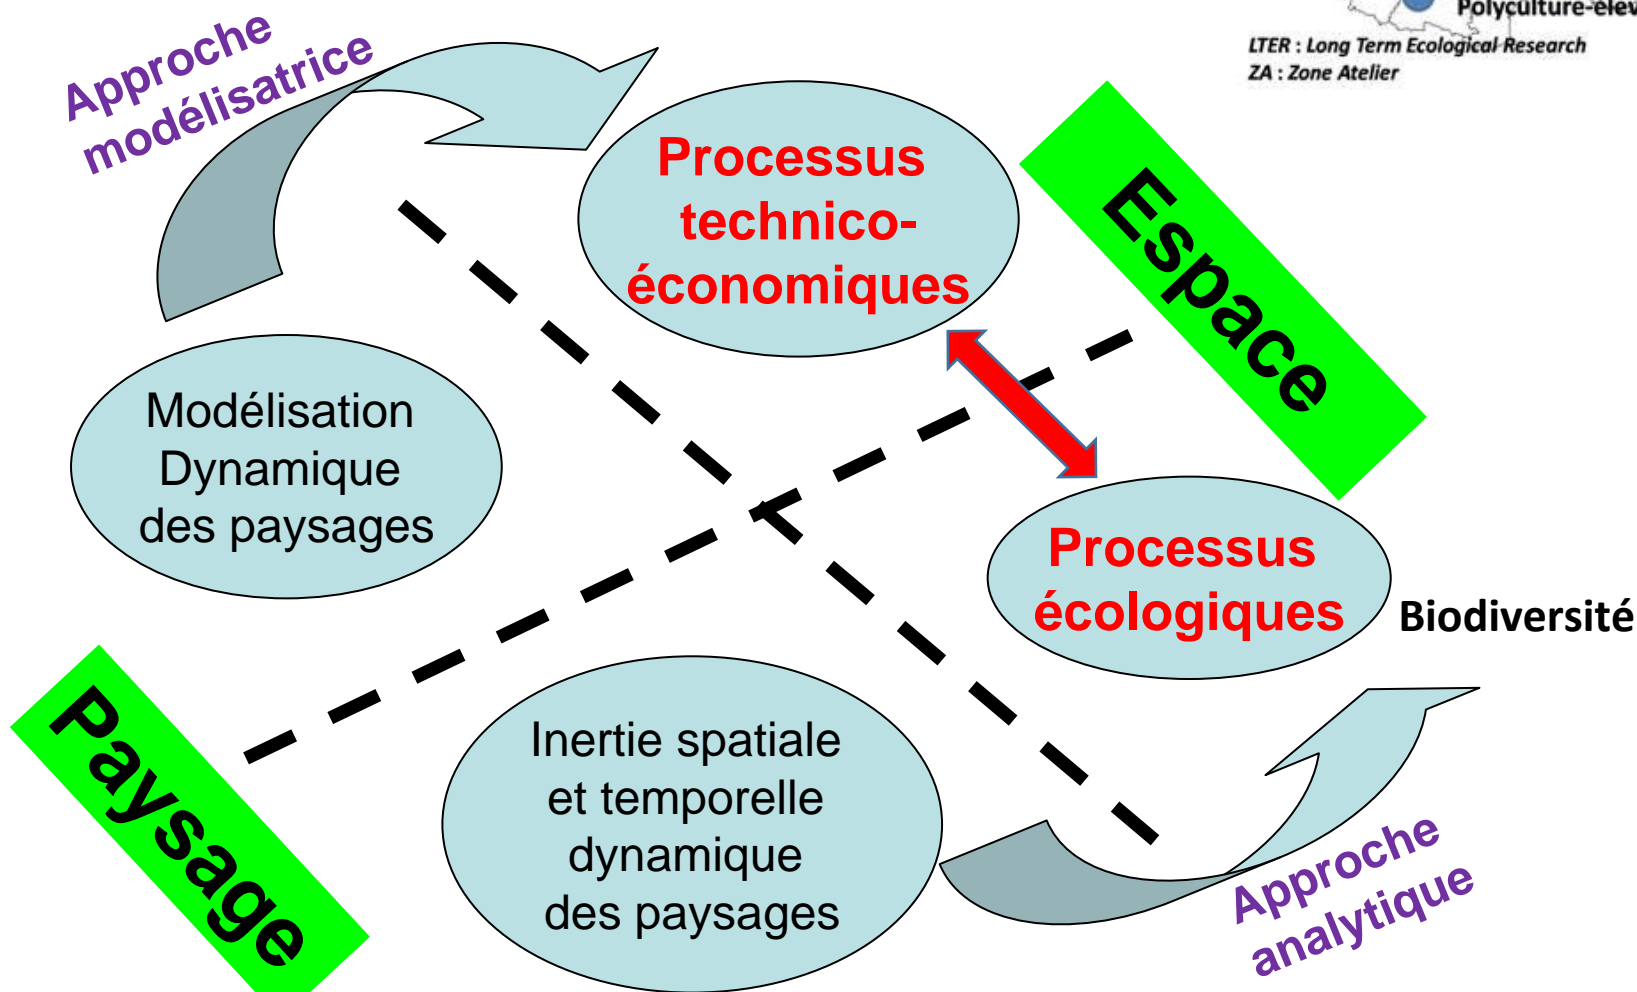 Polyculture-élev
LTER : Long Term Ecological Research
ZA : Zone Atelier
Approche
modélisatrice
Processus
technico-
économiques
Espace
Modélisation
Dynamique
des paysages
Processus
écologiques
Biodiversité
Paysage
Inertie spatiale
et temporelle
dynamique
des paysages
Approche
analytique